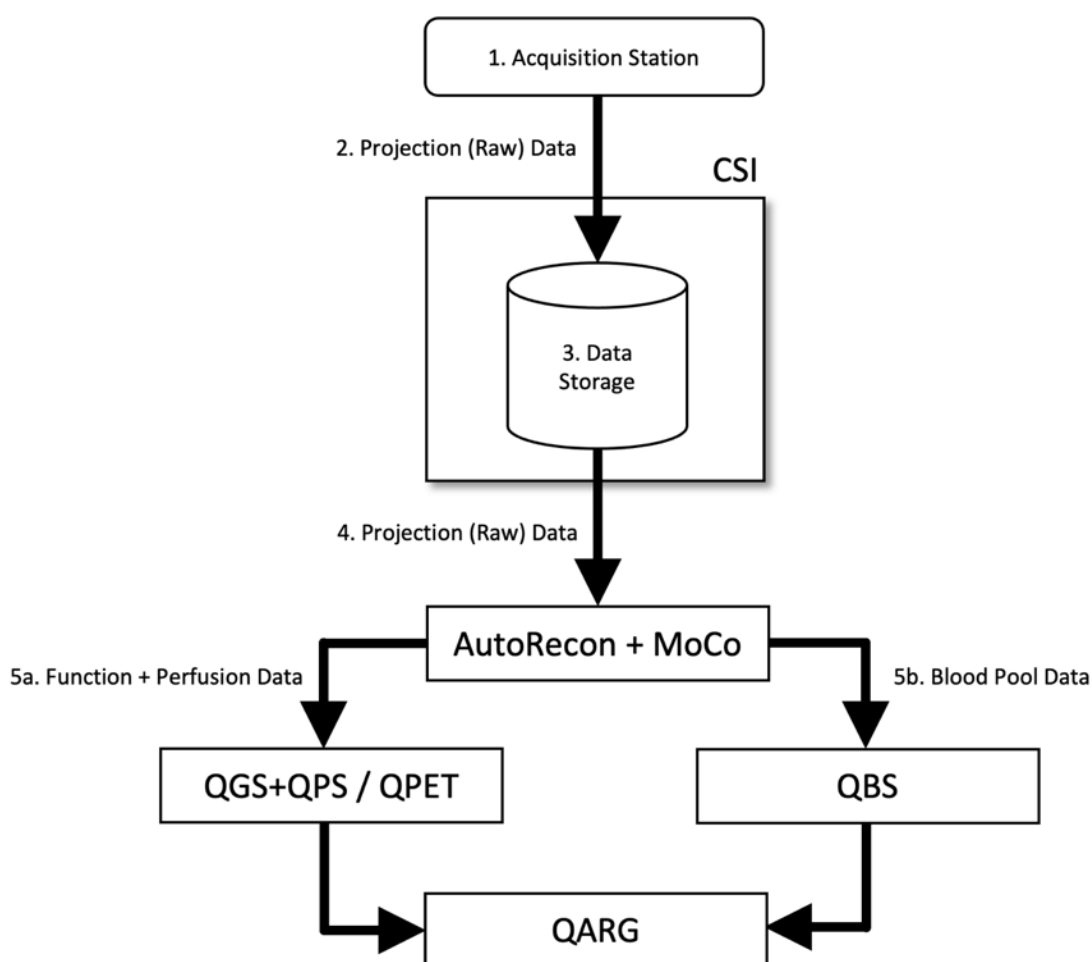 1. Acquisition Station
2. Projection (Raw) Data
CSI
3. Data
Storage
4. Projection (Raw) Data
AutoRecon + MoCo
5a. Function + Perfusion Data
5b. Blood Pool Data
QGS+QPS / QPET
QBS
QARG